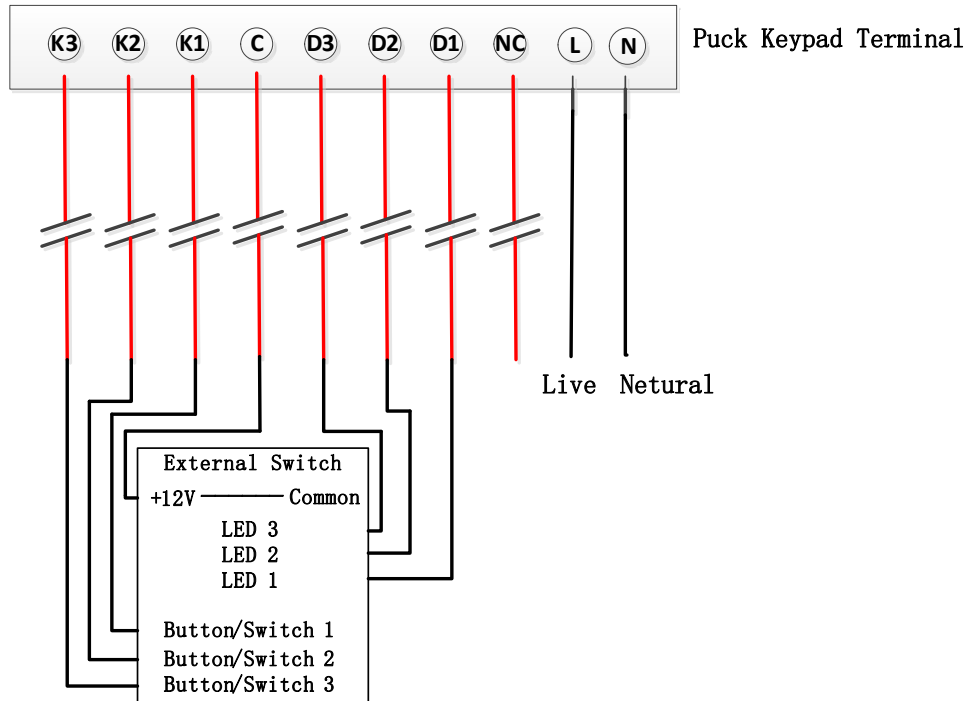 K3 K2 K1 C D3 D2 D1 NC L N
Puck Keypad Terminal
Live Netural
External Switch
+12V Common
LED 3
LED 2
LED 1
Button/Switch 1
Button/Switch 2
Button/Switch 3